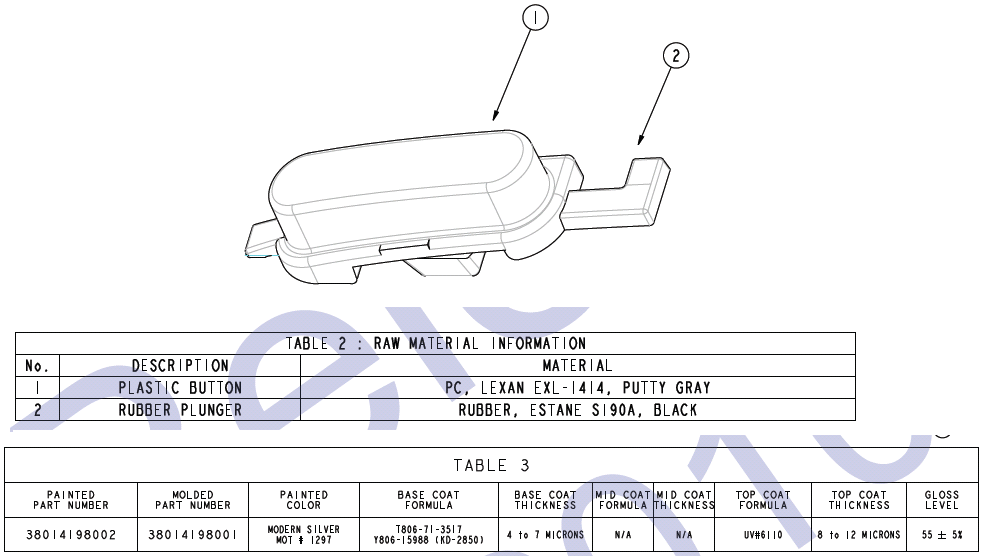 1
2
TABLE 2 : RAW MATERIAL INFORMATION
No. DESCRIPTION MATERIAL
1 PLASTIC BUTTON PC, LEXAN EXL-1414, PUTTY GRAY
2 RUBBER PLUNGER RUBBER, ESTANE S190A, BLACK
TABLE 3
PAINTED MOLDED PAINTED BASE COAT BASE COAT MID COAT MID COAT TOP COAT TOP COAT GLOSS
PART NUMBER PART NUMBER COLOR FORMULA THICKNESS FORMULA THICKNESS FORMULA THICKNESS LEVEL
38014198002 38014198001 MODERN SILVER T806-71-3517 4 to 7 MICRONS N/A N/A UV#6110 8 to 12 MICRONS 55 ± 5%
MOT # 1297 Y806-15988 (KD-2850)